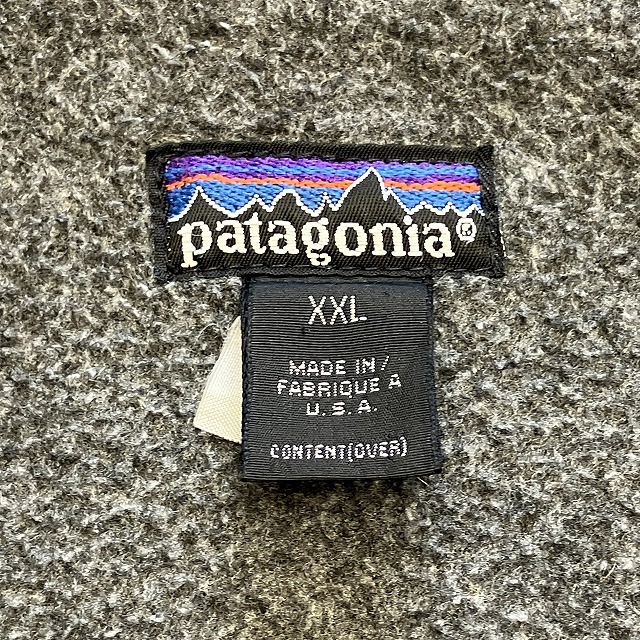 patagonia®
XXL
MADE IN/
FABRIQUE A
U.S.A.
CONTENT(OVER)